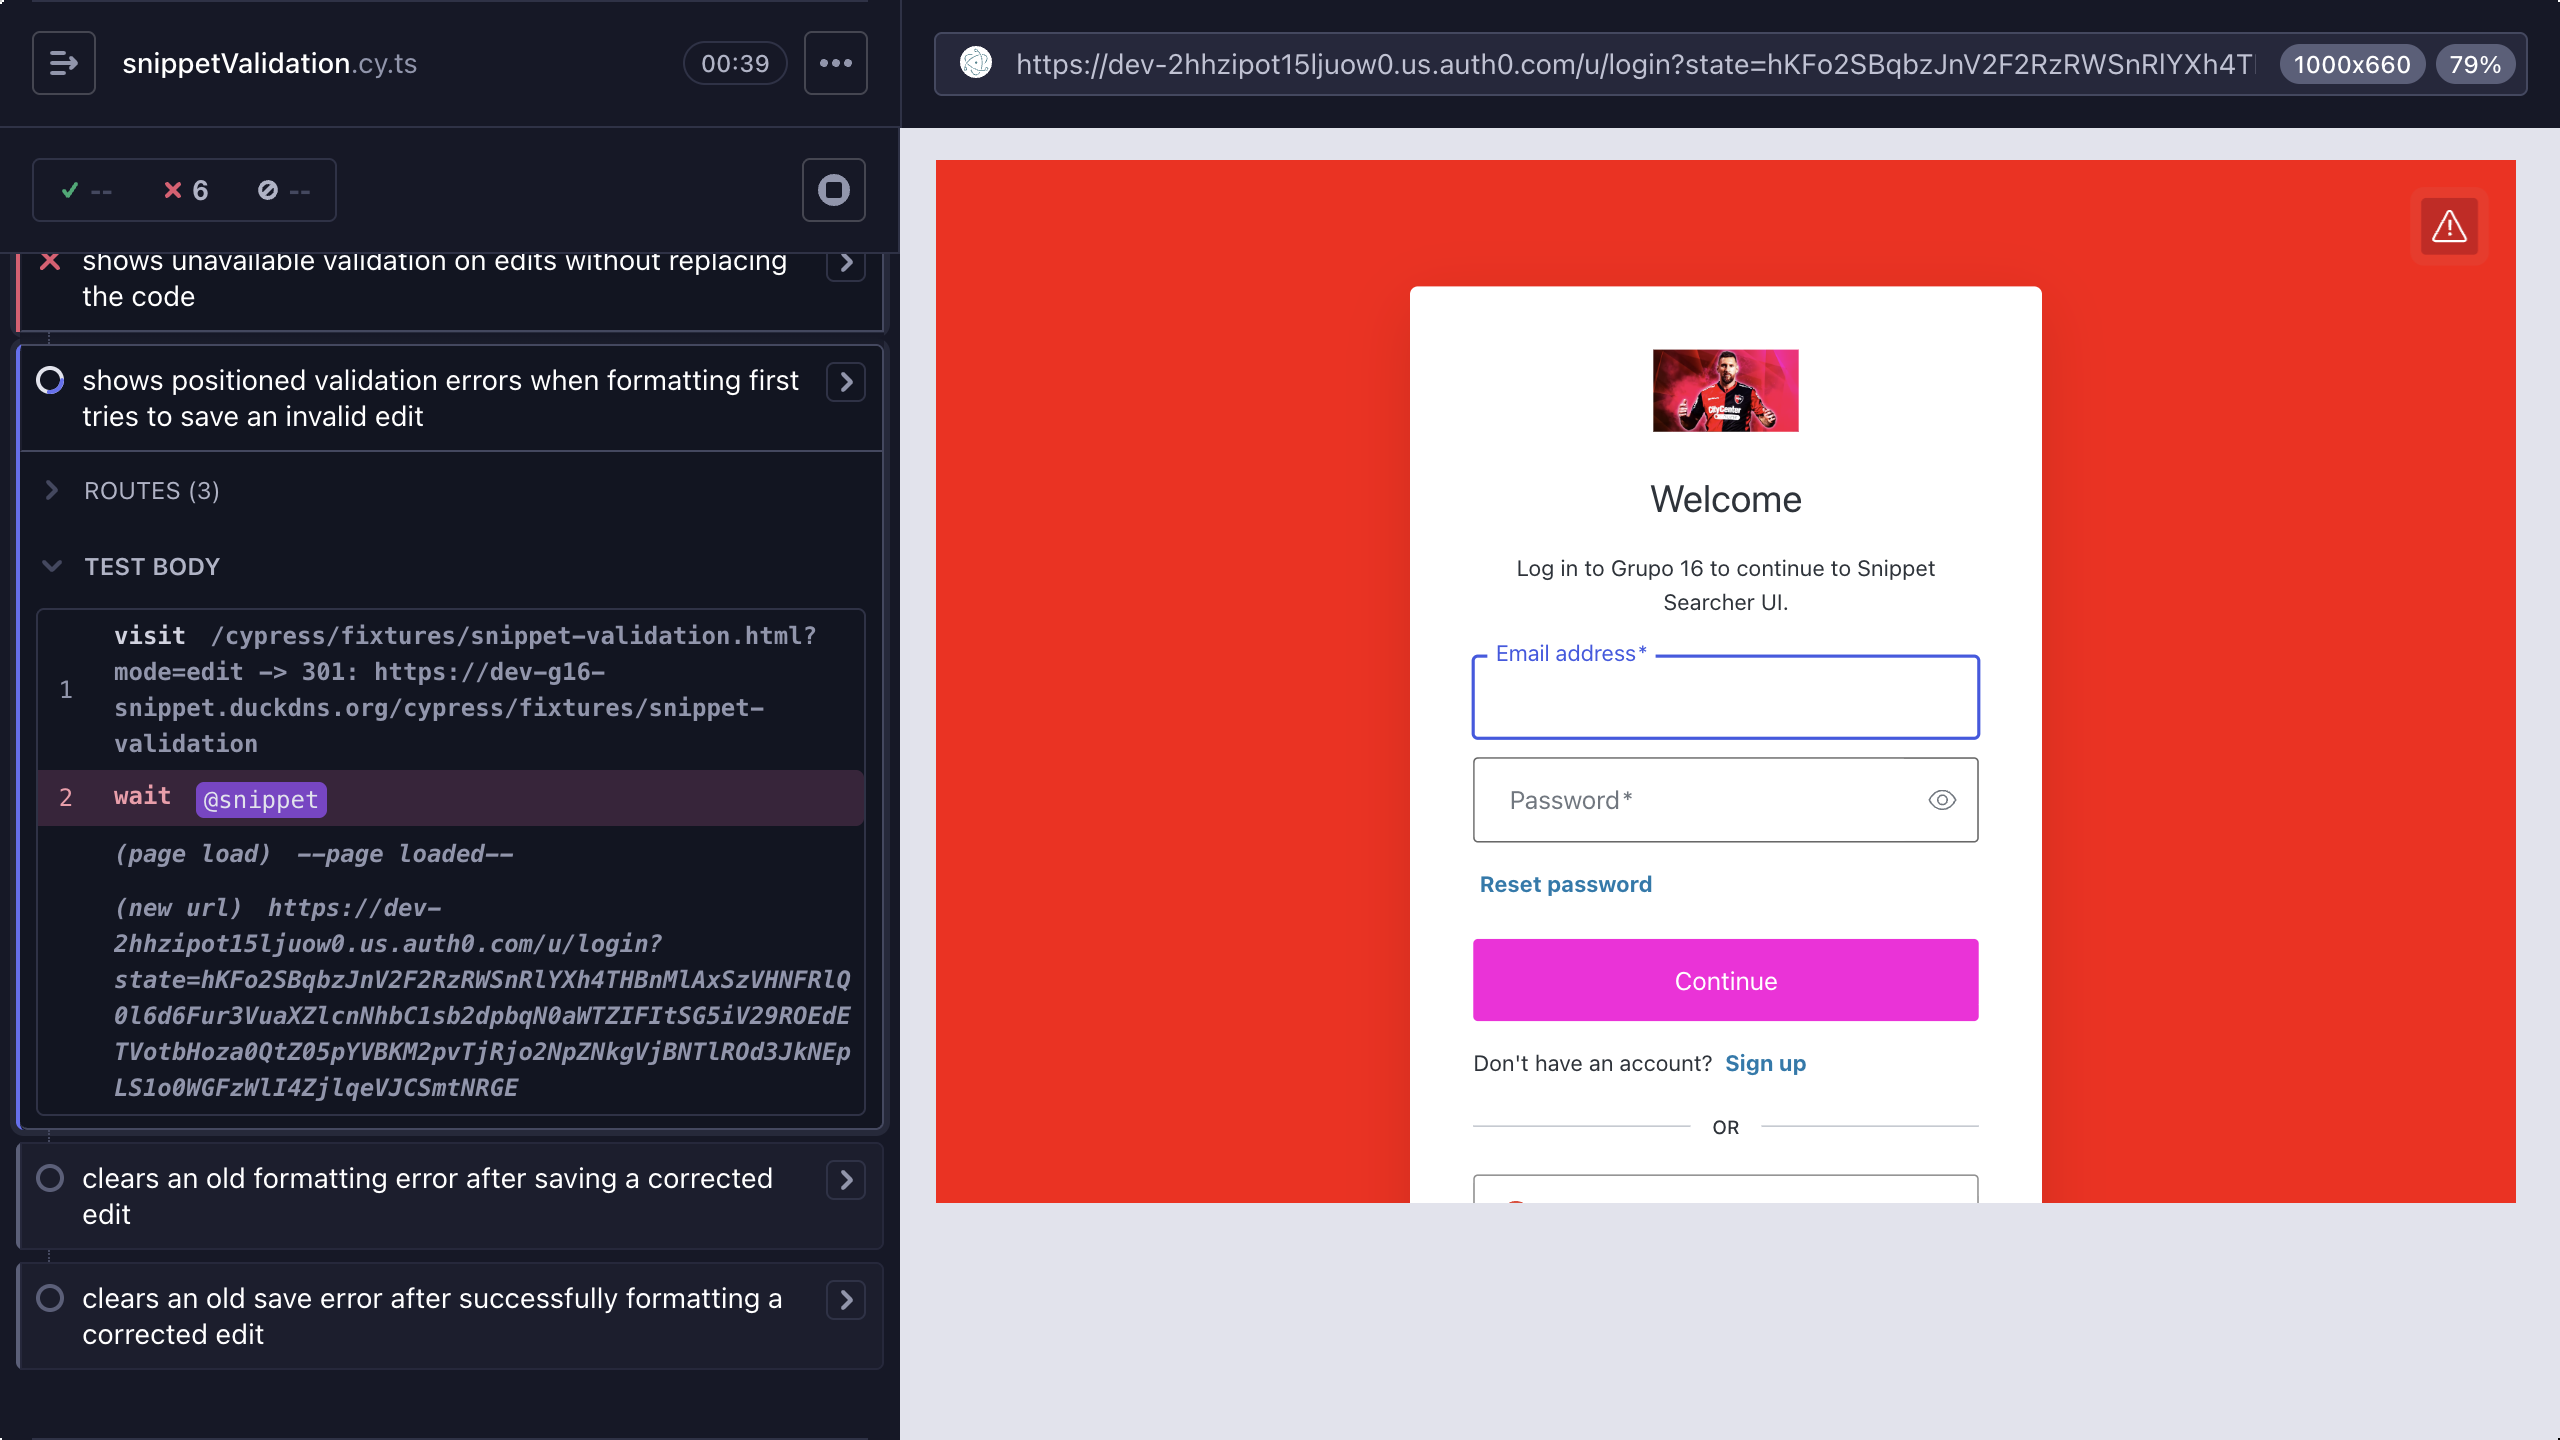 snippetValidation.cy.ts
00:39
-- 6 --
shows unavailable validation on edits without replacing
the code
shows positioned validation errors when formatting first
tries to save an invalid edit
ROUTES (3)
TEST BODY
1
visit /cypress/fixtures/snippet-validation.html?
mode=edit -> 301: https://dev-g16-
snippet.duckdns.org/cypress/fixtures/snippet-
validation
2 wait @snippet
(page load) --page loaded--
(new url) https://dev-
2hhzipot15ljuow0.us.auth0.com/u/login?
state=hKFo2SBqbzJnV2F2RzRWSnRlYXh4THBnMlAxSzVHNFRlQ
0l6d6Fur3VuaXZlcnNhbC1sb2dpbqN0aWTZIFItSG5iV29ROEdE
TVotbHoza0QtZ05pYVBKM2pvTjRjo2NpZNkgVjBNTlROd3JkNEp
LS1o0WGFzWlI4ZjlqeVJCSmtNRGE
clears an old formatting error after saving a corrected
edit
clears an old save error after successfully formatting a
corrected edit
https://dev-2hhzipot15ljuow0.us.auth0.com/u/login?state=hKFo2SBqbzJnV2F2RzRWSnRlYXh4T
1000x660
79%
Welcome
Log in to Grupo 16 to continue to Snippet
Searcher UI.
Email address*
Password*
Reset password
Continue
Don't have an account? Sign up
OR